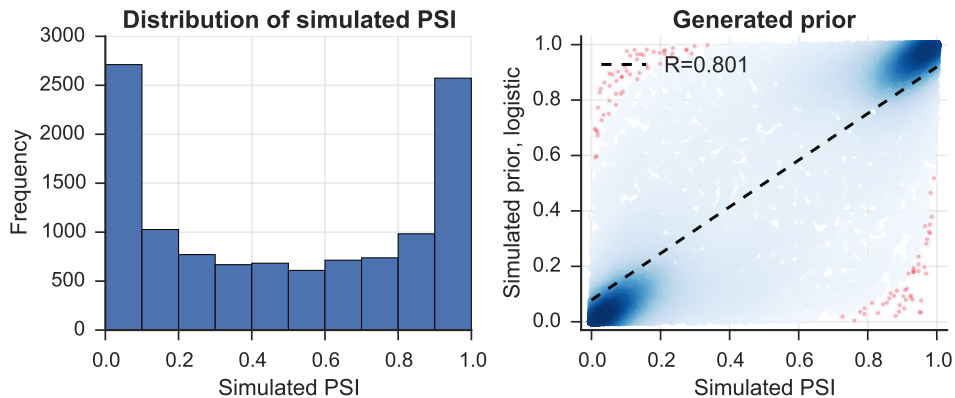 Distribution of simulated PSI
3000
2500
2000
1500
1000
500
0
Frequency
0.0 0.2 0.4 0.6 0.8 1.0
Simulated PSI
Generated prior
R=0.801
1.0
0.8
0.6
0.4
0.2
0.0
Simulated prior, logistic
0.0 0.2 0.4 0.6 0.8 1.0
Simulated PSI